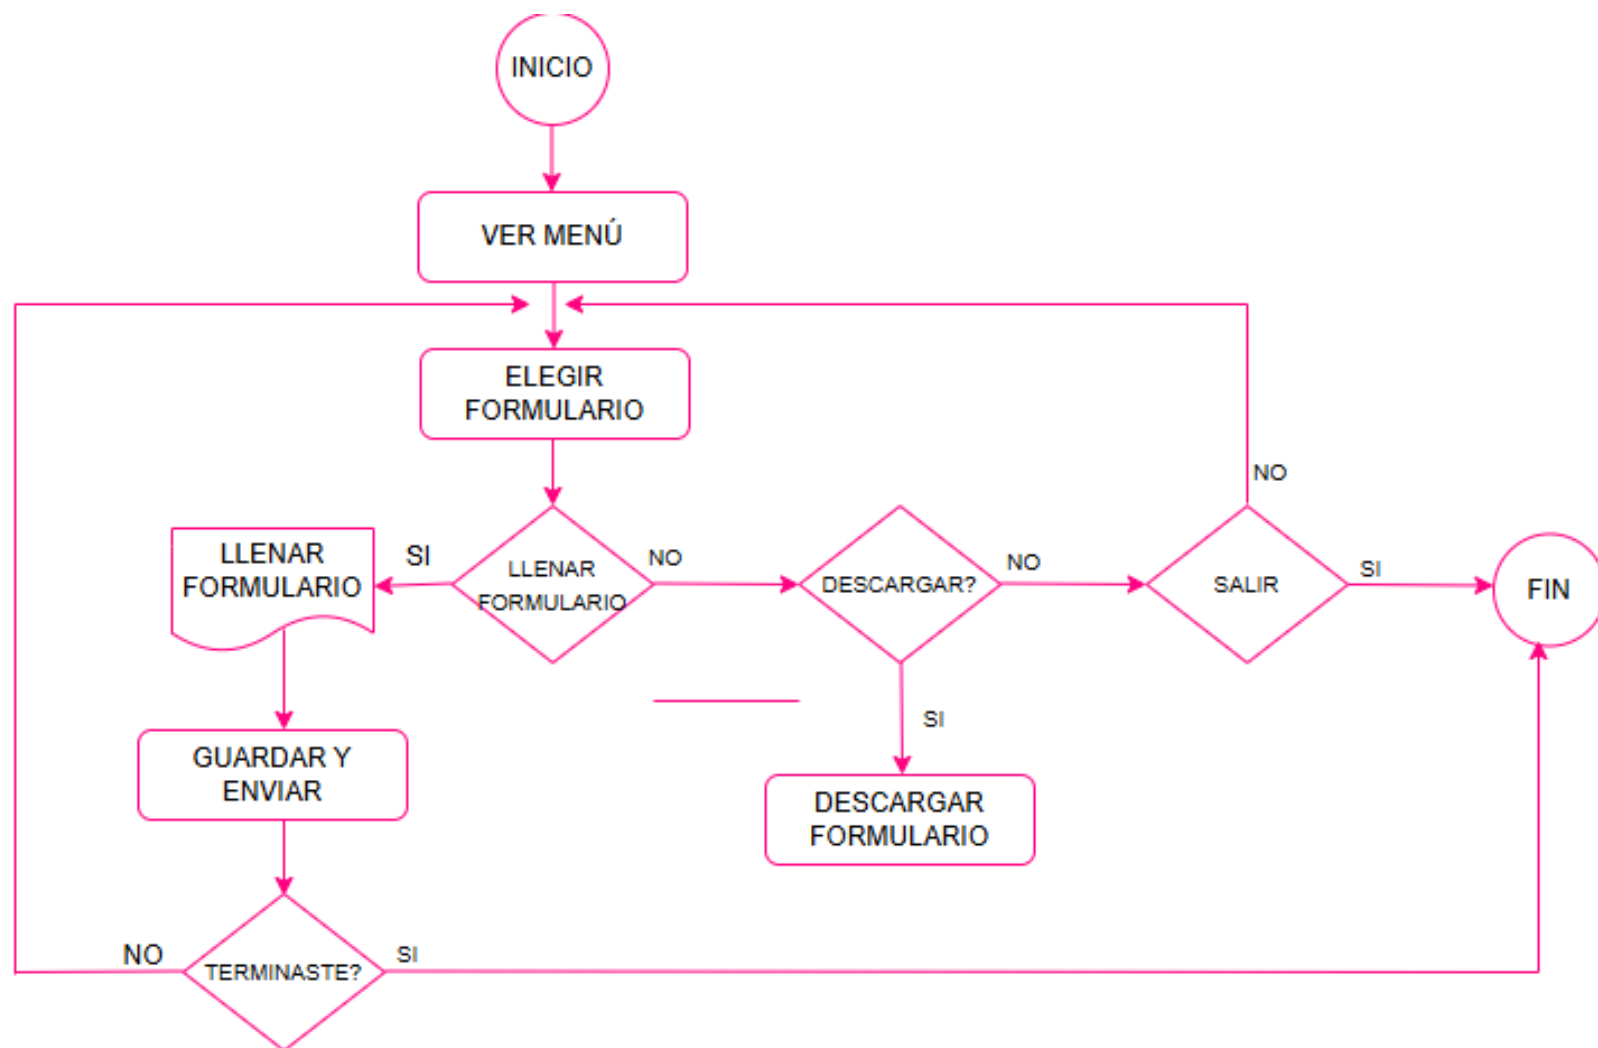 INICIO
VER MENÚ
ELEGIR
FORMULARIO
NO
LLENAR
FORMULARIO
SI
LLENAR
FORMULARIO
NO
DESCARGAR?
NO
SALIR
SI
FIN
SI
GUARDAR Y
ENVIAR
DESCARGAR
FORMULARIO
NO
TERMINASTE?
SI